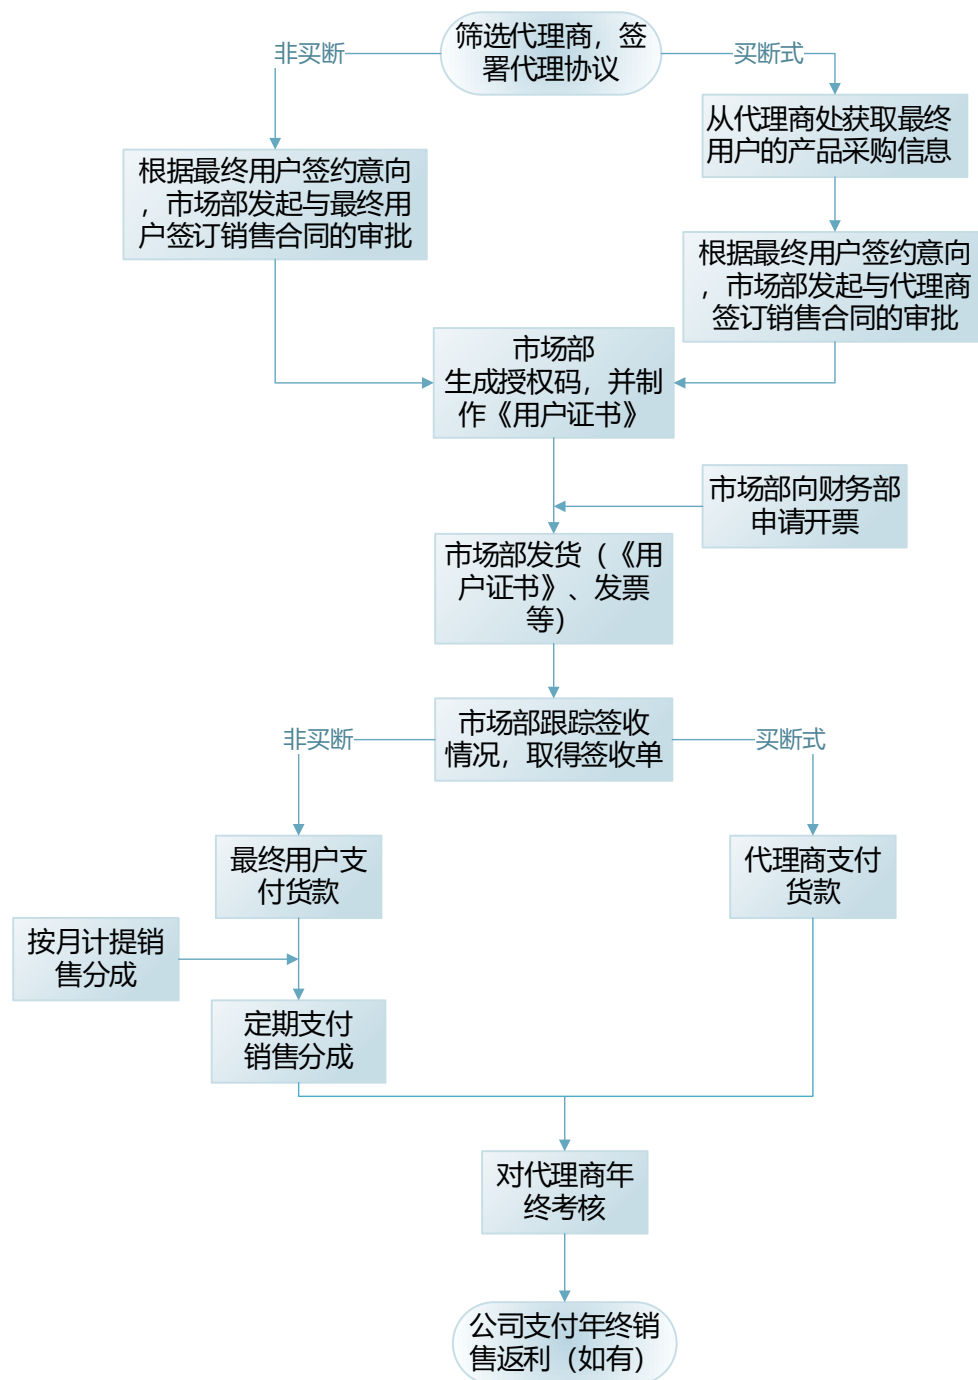 筛选代理商，签
署代理协议
非买断
买断式
从代理商处获取最终
用户的产品采购信息
根据最终用户签约意向
，市场部发起与最终用
户签订销售合同的审批
根据最终用户签约意向
，市场部发起与代理商
签订销售合同的审批
市场部
生成授权码，并制
作《用户证书》
市场部向财务部
申请开票
市场部发货（《用
户证书》、发票
等）
市场部跟踪签收
情况，取得签收单
非买断
买断式
最终用户支
付货款
代理商支付
货款
按月计提销
售分成
定期支付
销售分成
对代理商年
终考核
公司支付年终销
售返利（如有）